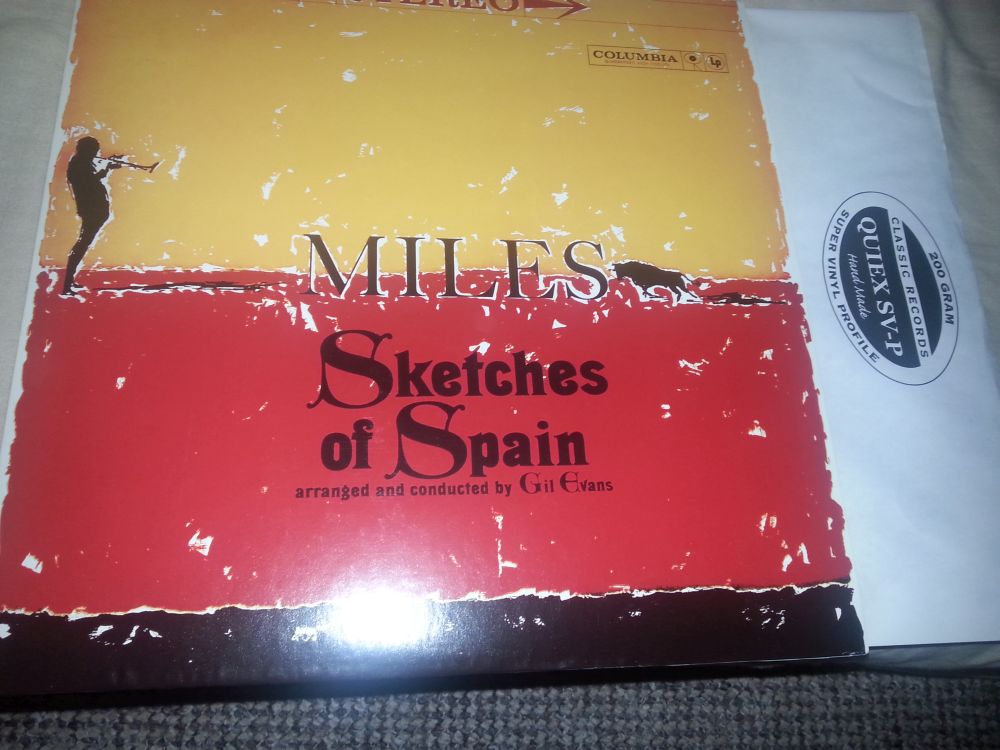 STEREO
COLUMBIA
Lp
MILES
Sketches
of Spain
arranged and conducted by Gil Evans
200 GRAM
CLASSIC RECORDS
QUIEX SV-P
Hand Made
SUPER VINYL PROFILE